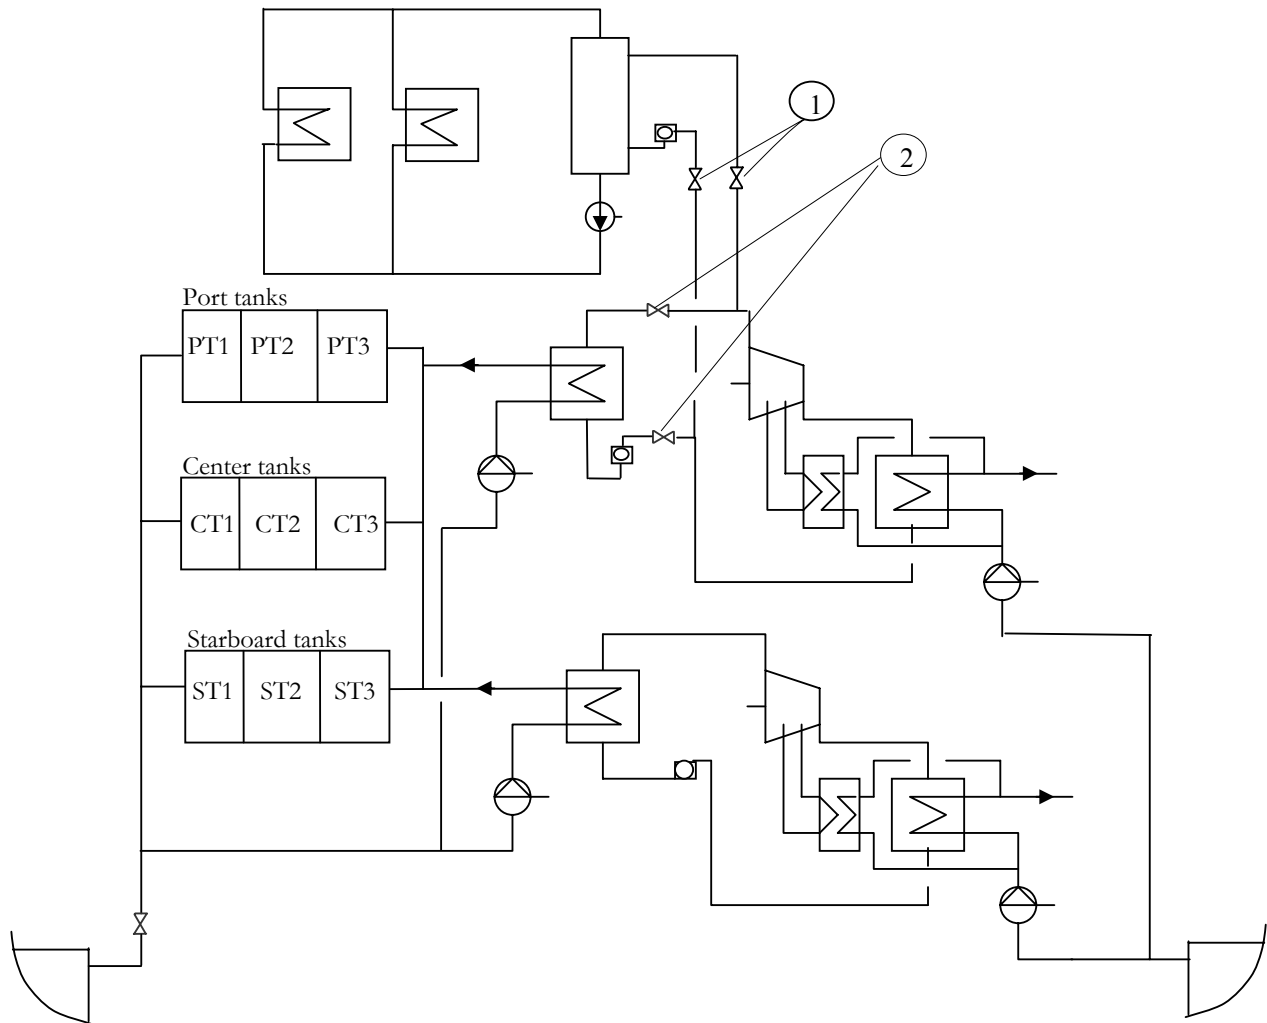 1
2
Port tanks
PT1 PT2 PT3
Center tanks
CT1 CT2 CT3
Starboard tanks
ST1 ST2 ST3